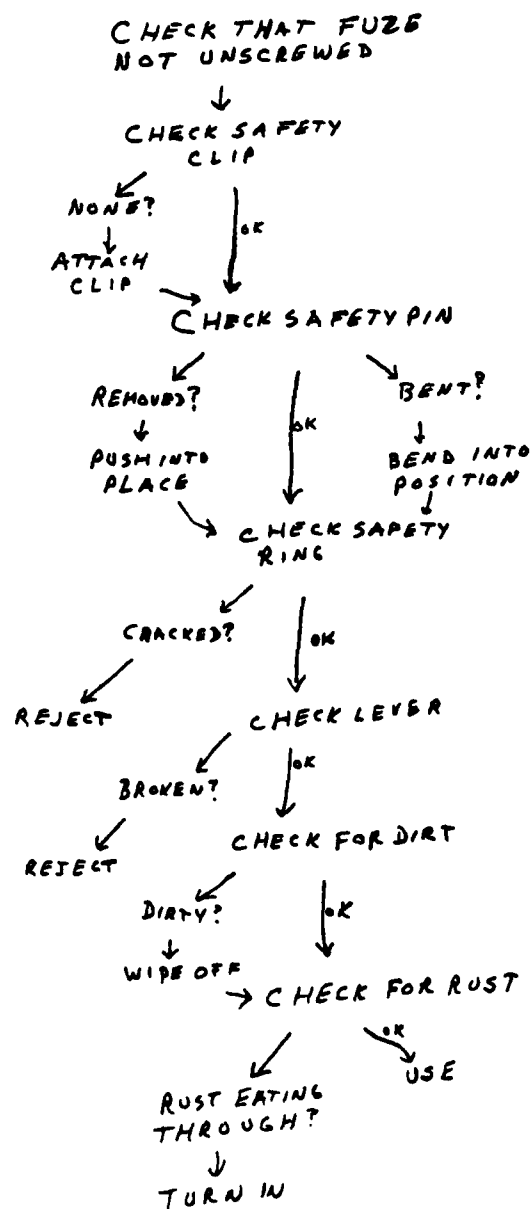 CHECK THAT FUZE
NOT UNSCREWED
CHECK SAFETY
CLIP
NONE?
OK
ATTACH
CLIP
CHECK SAFETY PIN
REMOVED?
BENT?
OK
PUSH INTO
PLACE
BEND INTO
POSITION
CHECK SAFETY
RING
CRACKED?
OK
REJECT
CHECK LEVER
BROKEN?
OK
REJECT
CHECK FOR DIRT
DIRTY?
OK
WIPE OFF
CHECK FOR RUST
OK
USE
RUST EATING
THROUGH?
TURN IN